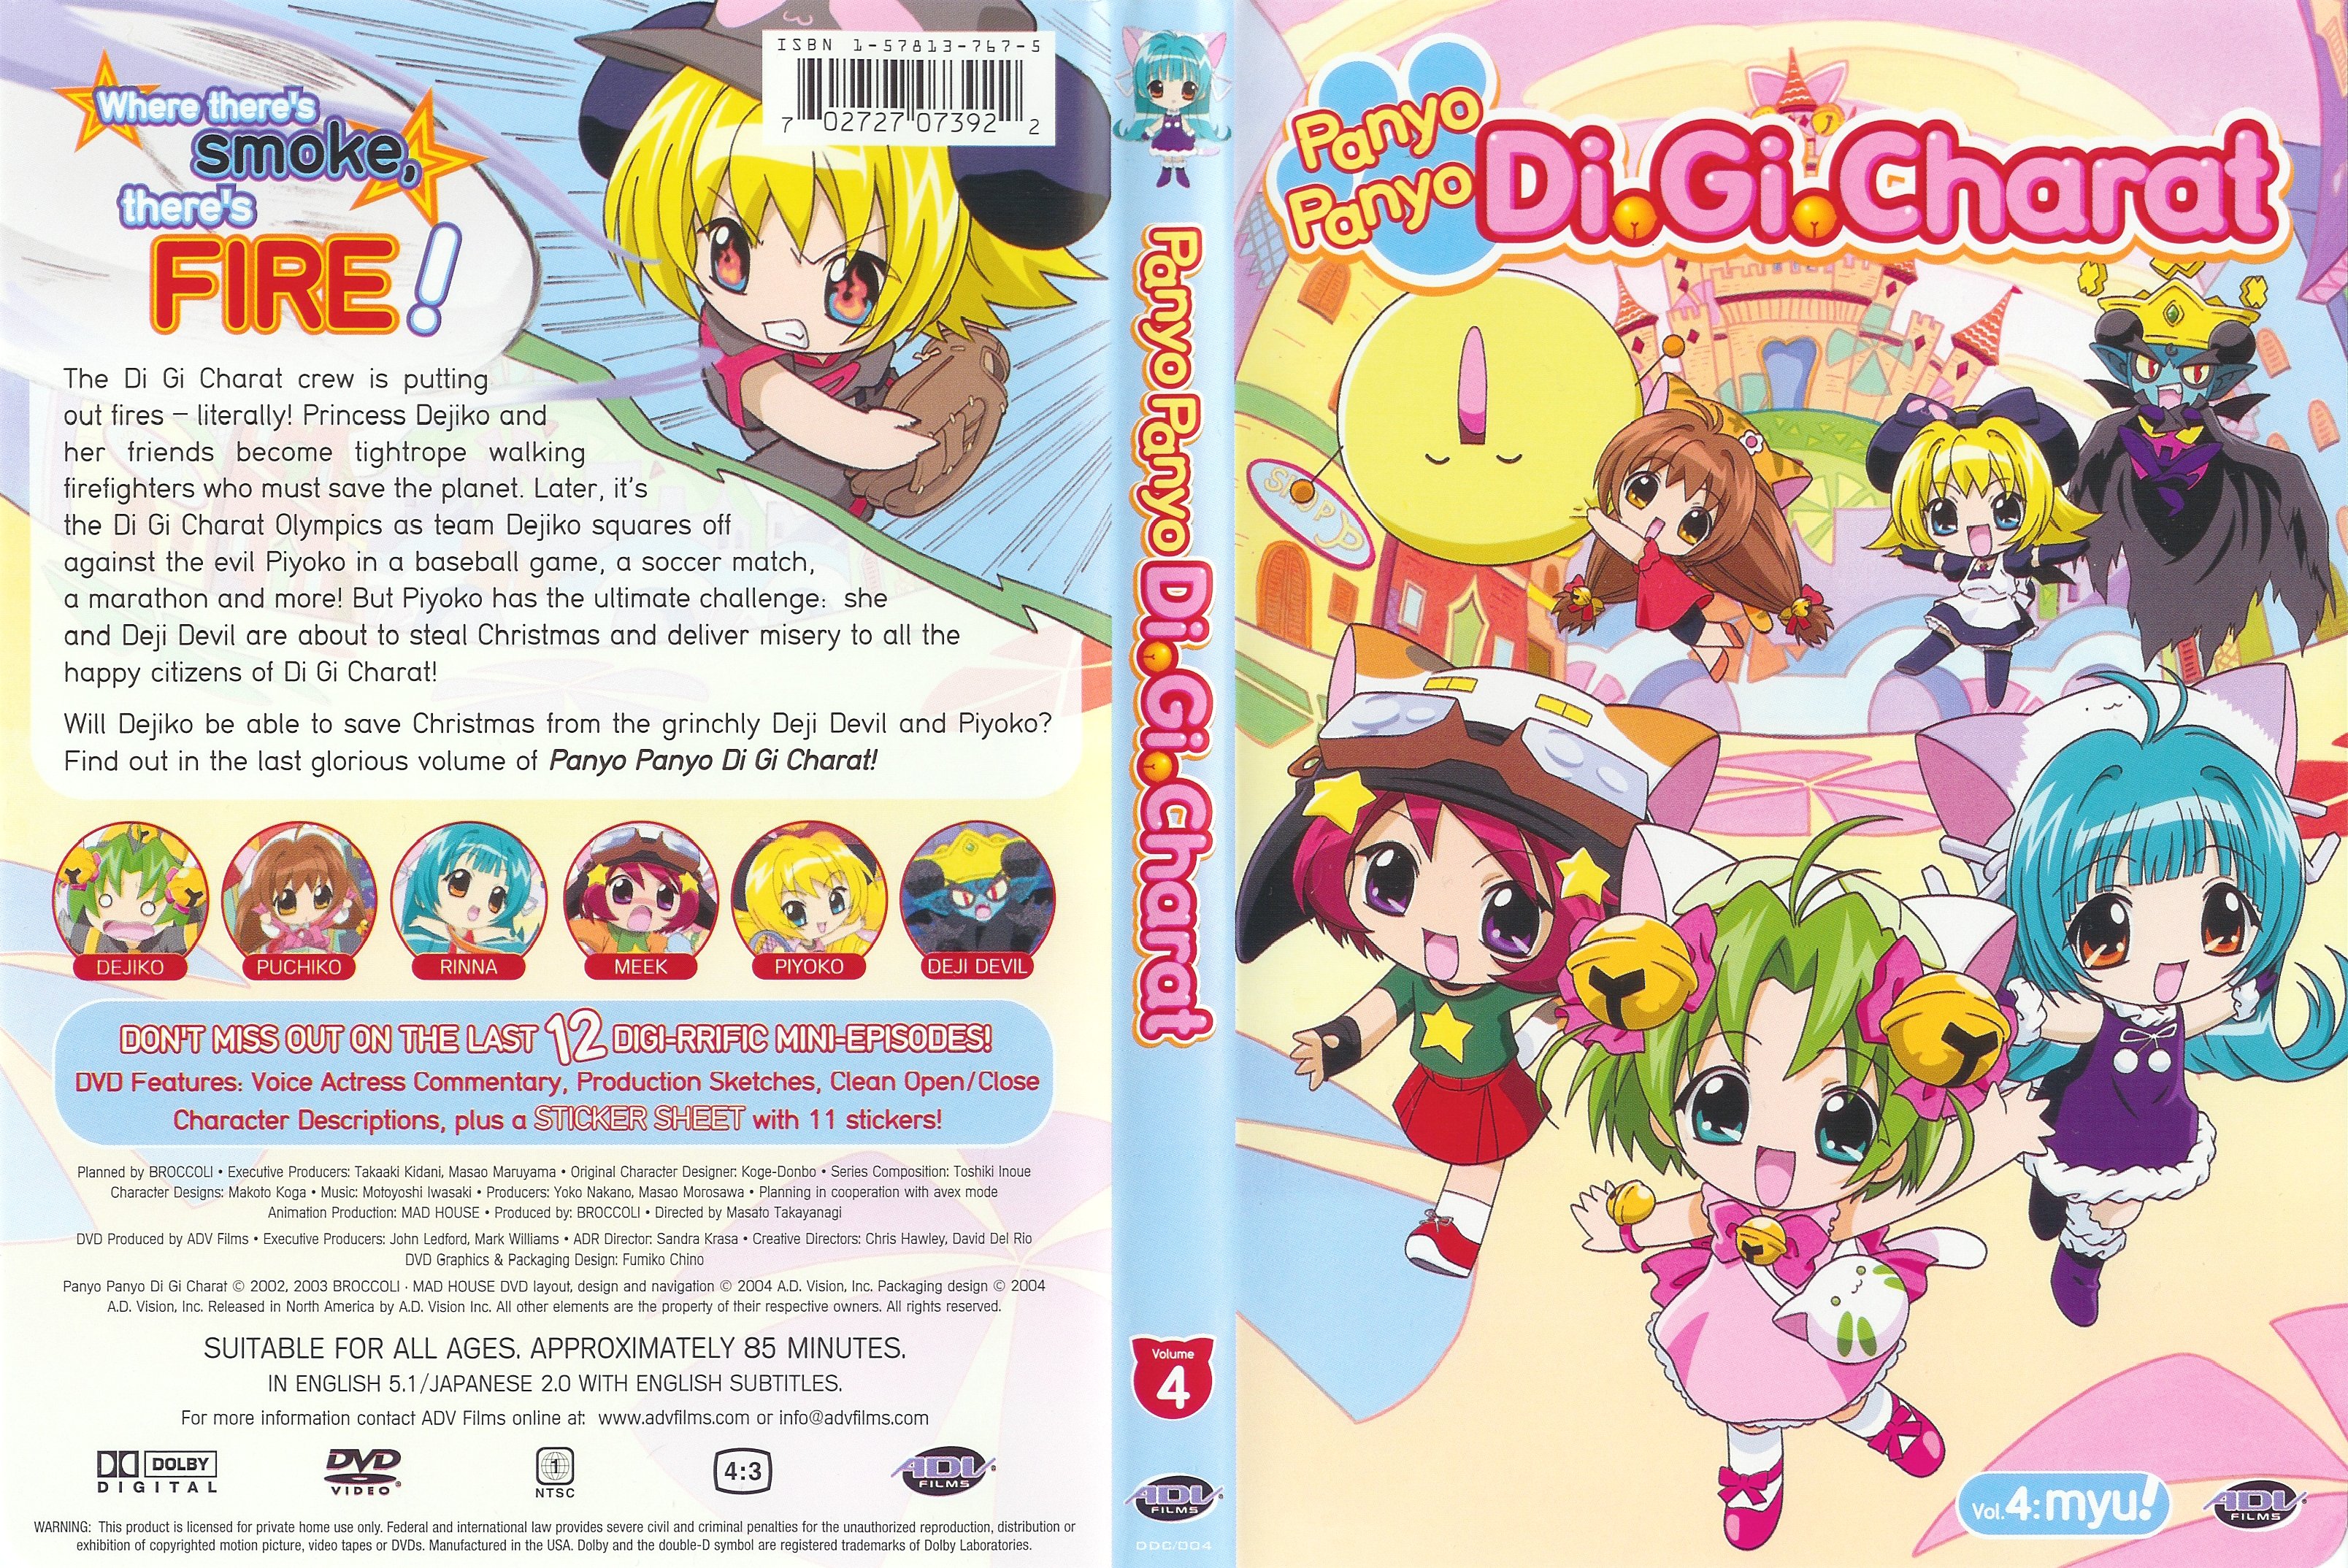 Where there's
smoke,
there's
FIRE!
ISBN 1-57813-767-5
7 02727 07392 2
The Di Gi Charat crew is putting
out fires – literally! Princess Dejiko and
her friends become tightrope walking
firefighters who must save the planet. Later, it's
the Di Gi Charat Olympics as team Dejiko squares off
against the evil Piyoko in a baseball game, a soccer match,
a marathon and more! But Piyoko has the ultimate challenge: she
and Deji Devil are about to steal Christmas and deliver misery to all the
happy citizens of Di Gi Charat!
Will Dejiko be able to save Christmas from the grinchly Deji Devil and Piyoko?
Find out in the last glorious volume of Panyo Panyo Di Gi Charat!
DEJIKO
PUCHIKO
RINNA
MEEK
PIYOKO
DEJI DEVIL
DON'T MISS OUT ON THE LAST 12 DIGI-RRIFIC MINI-EPISODES!
DVD Features: Voice Actress Commentary, Production Sketches, Clean Open/Close
Character Descriptions, plus a STICKER SHEET with 11 stickers!
Planned by BROCCOLI • Executive Producers: Takaaki Kidani, Masao Maruyama • Original Character Designer: Koge-Donbo • Series Composition: Toshiki Inoue
Character Designs: Makoto Koga • Music: Motoyoshi Iwasaki • Producers: Yoko Nakano, Masao Morosawa • Planning in cooperation with avex mode
Animation Production: MAD HOUSE • Produced by: BROCCOLI • Directed by Masato Takayanagi
DVD Produced by ADV Films • Executive Producers: John Ledford, Mark Williams • ADR Director: Sandra Krasa • Creative Directors: Chris Hawley, David Del Rio
DVD Graphics & Packaging Design: Fumiko Chino
Panyo Panyo Di Gi Charat © 2002, 2003 BROCCOLI · MAD HOUSE DVD layout, design and navigation © 2004 A.D. Vision, Inc. Packaging design © 2004
A.D. Vision, Inc. Released in North America by A.D. Vision Inc. All other elements are the property of their respective owners. All rights reserved.
SUITABLE FOR ALL AGES. APPROXIMATELY 85 MINUTES.
IN ENGLISH 5.1/JAPANESE 2.0 WITH ENGLISH SUBTITLES.
For more information contact ADV Films online at: www.advfilms.com or info@advfilms.com
DOLBY
DIGITAL
DVD
VIDEO
1
NTSC
4:3
ADV
FILMS
WARNING: This product is licensed for private home use only. Federal and international law provides severe civil and criminal penalties for the unauthorized reproduction, distribution or
exhibition of copyrighted motion picture, video tapes or DVDs. Manufactured in the USA. Dolby and the double-D symbol are registered trademarks of Dolby Laboratories.
Panyo Panyo Di.Gi.Charat
Volume
4
ADV
FILMS
DDC/004
Panyo
Panyo
Di.Gi.Charat
SHOP
Vol.4: myu!
ADV
FILMS